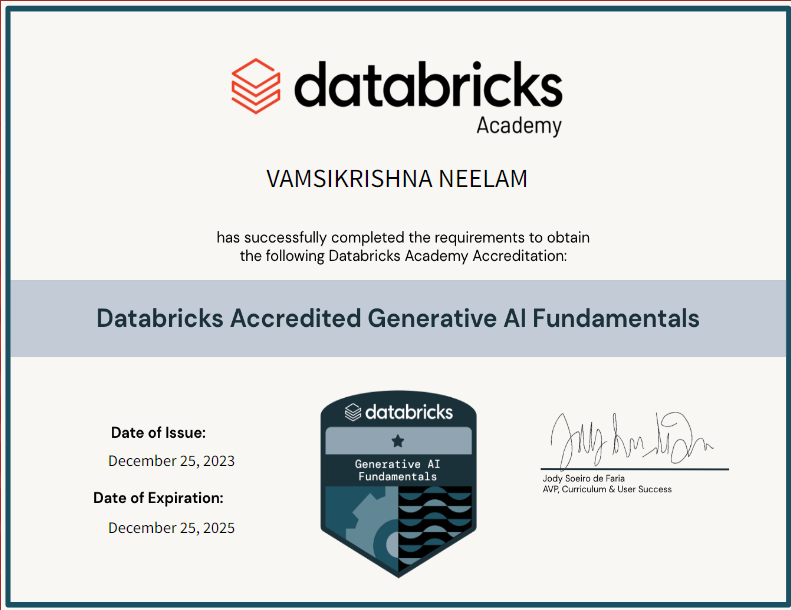 databricks
Academy
VAMSIKRISHNA NEELAM
has successfully completed the requirements to obtain
the following Databricks Academy Accreditation:
Databricks Accredited Generative AI Fundamentals
Date of Issue:
December 25, 2023
Date of Expiration:
December 25, 2025
databricks
Generative AI
Fundamentals
Jody Soeiro de Faria
AVP, Curriculum & User Success